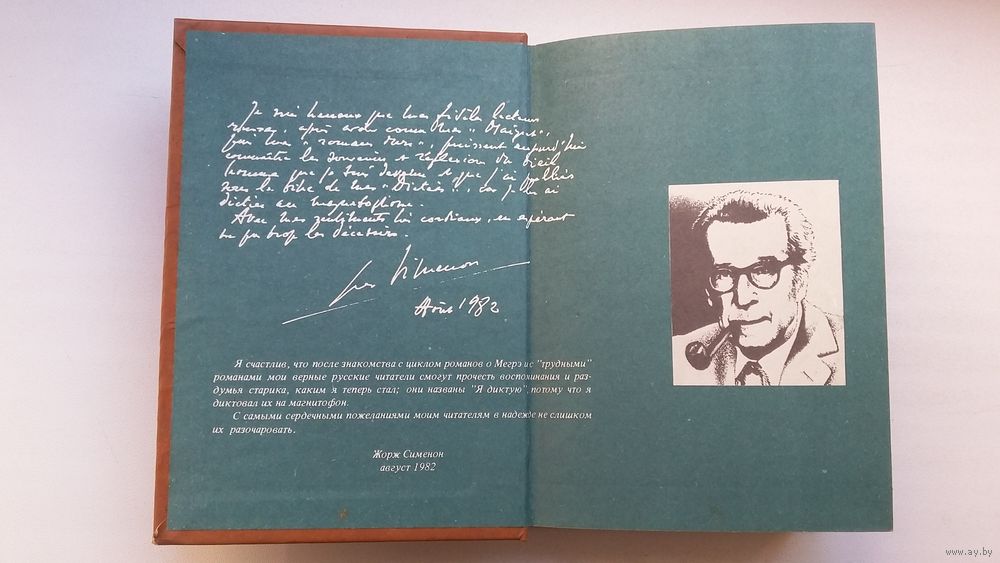 Je suis heureux que mes fidèles lecteurs
russes, après avoir connu mes "Maigret",
puis mes "romans durs", puissent aujourd'hui
connaître les souvenirs et réflexions du vieil
homme que je suis devenu et que j'ai publiés
sous le titre de mes "Dictées", car je les ai
dictées au magnétophone.
Avec mes sentiments les cordiaux, en espérant
ne pas trop les décevoir.
Simenon
Août 1982
Я счастлив, что после знакомства с циклом романов о Мегрэ и с "трудными"
романами мои верные русские читатели смогут прочесть воспоминания и раз-
думья старика, каким я теперь стал; они названы "Я диктую", потому что я
диктовал их на магнитофон.
С самыми сердечными пожеланиями моим читателям в надежде не слишком
их разочаровать.
Жорж Сименон
август 1982
www.ay.by